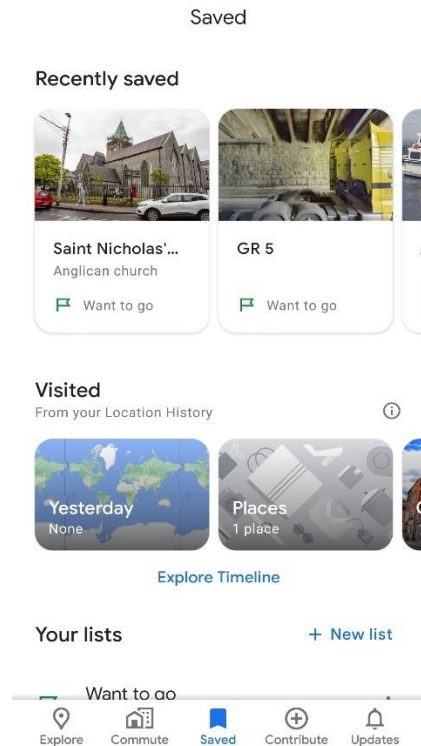 Saved
Recently saved
Saint Nicholas'...
Anglican church
Want to go
GR 5
Want to go
Visited
From your Location History
Yesterday
None
Places
1 place
Explore Timeline
Your lists
+ New list
Want to go
Explore
Commute
Saved
Contribute
Updates